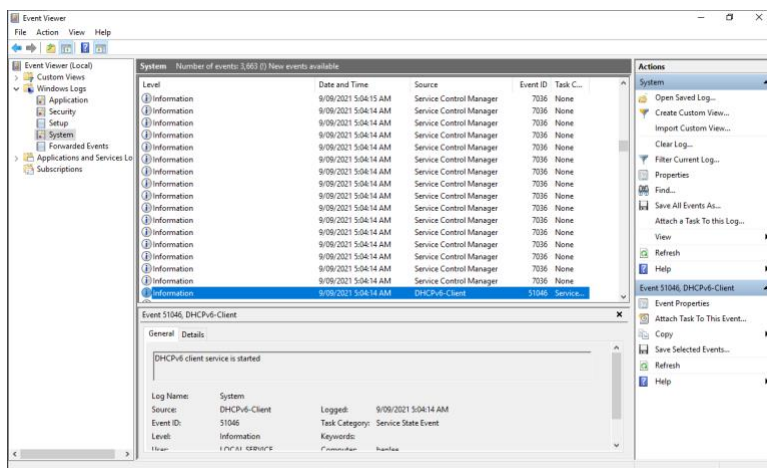 Event Viewer
File Action View Help
Event Viewer (Local)
Custom Views
Windows Logs
Application
Security
Setup
System
Forwarded Events
Applications and Services Lo
Subscriptions
System Number of events: 3,663 (!) New events available
Level Date and Time Source Event ID Task C...
Information 9/09/2021 5:04:15 AM Service Control Manager 7036 None
Information 9/09/2021 5:04:15 AM Service Control Manager 7036 None
Information 9/09/2021 5:04:14 AM Service Control Manager 7036 None
Information 9/09/2021 5:04:14 AM Service Control Manager 7036 None
Information 9/09/2021 5:04:14 AM Service Control Manager 7036 None
Information 9/09/2021 5:04:14 AM Service Control Manager 7036 None
Information 9/09/2021 5:04:14 AM Service Control Manager 7036 None
Information 9/09/2021 5:04:14 AM Service Control Manager 7036 None
Information 9/09/2021 5:04:14 AM Service Control Manager 7036 None
Information 9/09/2021 5:04:14 AM Service Control Manager 7036 None
Information 9/09/2021 5:04:14 AM Service Control Manager 7036 None
Information 9/09/2021 5:04:14 AM Service Control Manager 7036 None
Information 9/09/2021 5:04:14 AM Service Control Manager 7036 None
Information 9/09/2021 5:04:14 AM Service Control Manager 7036 None
Information 9/09/2021 5:04:14 AM Service Control Manager 7036 None
Information 9/09/2021 5:04:14 AM Service Control Manager 7036 None
Information 9/09/2021 5:04:14 AM DHCPv6-Client 51046 Service...
Event 51046, DHCPv6-Client
General Details
DHCPv6 client service is started
Log Name: System
Source: DHCPv6-Client Logged: 9/09/2021 5:04:14 AM
Event ID: 51046 Task Category: Service State Event
Level: Information Keywords:
User: LOCAL SERVICE Computer:
Actions
System
Open Saved Log...
Create Custom View...
Import Custom View...
Clear Log...
Filter Current Log...
Properties
Find...
Save All Events As...
Attach a Task To this Log...
View
Refresh
Help
Event 51046, DHCPv6-Client
Event Properties
Attach Task To This Event...
Copy
Save Selected Events...
Refresh
Help